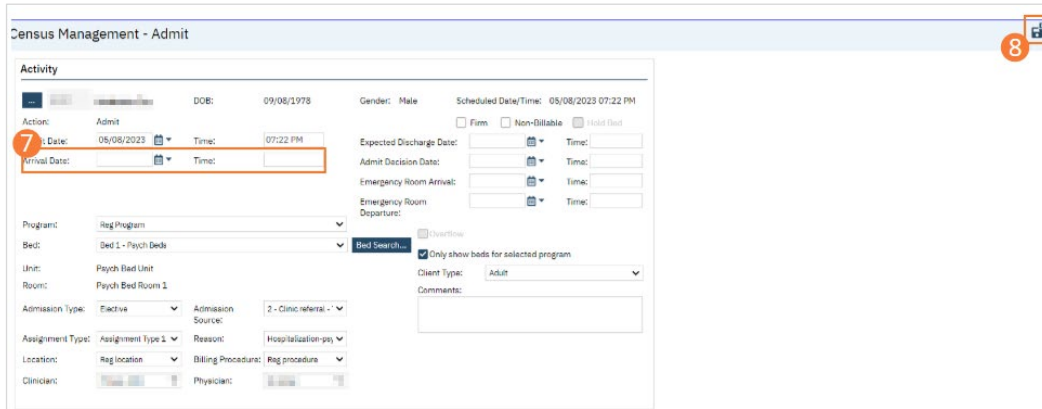 Census Management - Admit
8
Activity
... DOB: 09/08/1978 Gender: Male Scheduled Date/Time: 05/08/2023 07:22 PM
Action: Admit Firm Non-Billable Hold Bed
7 Date: 05/08/2023 Time: 07:22 PM Expected Discharge Date: Time:
Arrival Date: Time: Admit Decision Date: Time:
Emergency Room Arrival: Time:
Emergency Room Departure: Time:
Program: Reg Program Overflow
Bed: Bed 1 - Psych Beds Bed Search... Only show beds for selected program
Unit: Psych Bed Unit Client Type: Adult
Room: Psych Bed Room 1 Comments:
Admission Type: Elective Admission Source: 2 - Clinic referral -
Assignment Type: Assignment Type 1 Reason: Hospitalization-psy
Location: Reg location Billing Procedure: Reg procedure
Clinician: Physician: